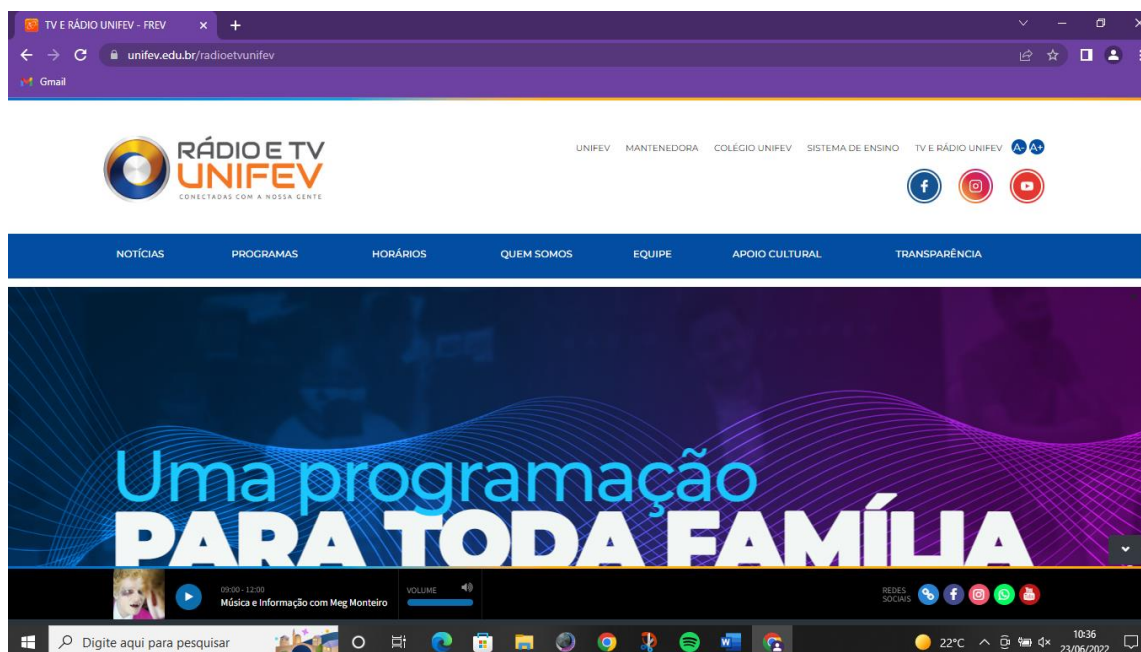 TV E RÁDIO UNIFEV - FREV
unifev.edu.br/radioetvunifev
Gmail
RÁDIO E TV
UNIFEV
CONECTADAS COM A NOSSA GENTE
UNIFEV MANTENEDORA COLÉGIO UNIFEV SISTEMA DE ENSINO TV E RÁDIO UNIFEV A- A+
NOTÍCIAS PROGRAMAS HORÁRIOS QUEM SOMOS EQUIPE APOIO CULTURAL TRANSPARÊNCIA
Uma programação
PARA TODA FAMÍLIA
09:00 - 12:00
Música e Informação com Meg Monteiro
VOLUME
REDES
SOCIAIS
Digite aqui para pesquisar
22°C
10:36
23/06/2022